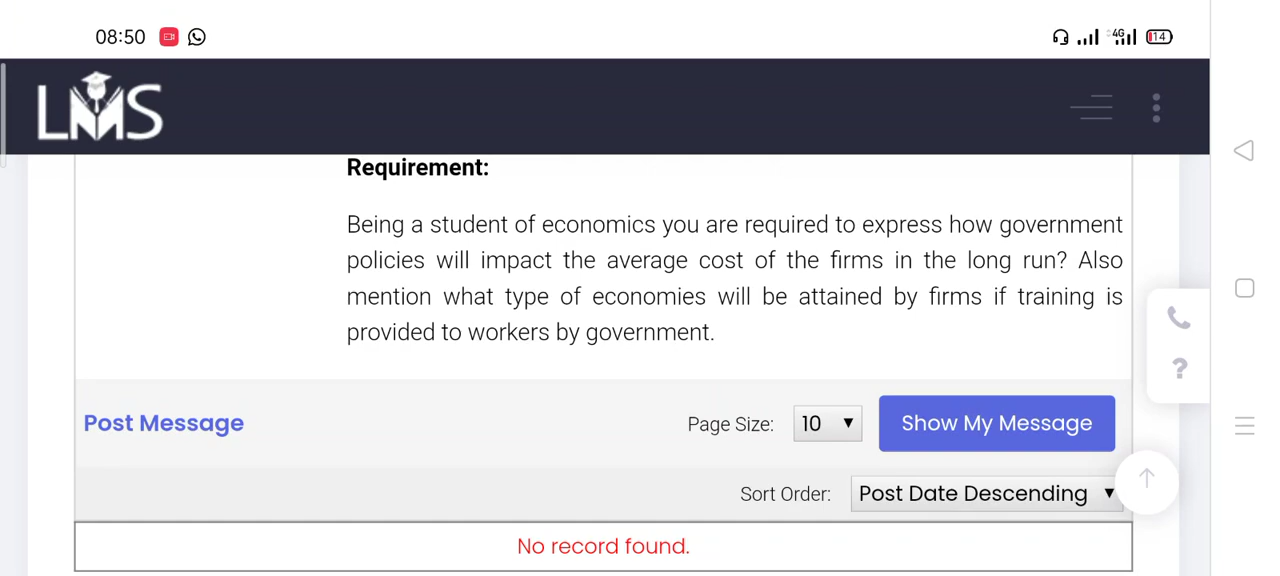 08:50
4G
14
LMS
Requirement:
Being a student of economics you are required to express how government
policies will impact the average cost of the firms in the long run? Also
mention what type of economies will be attained by firms if training is
provided to workers by government.
?
Post Message
Page Size: 10 Show My Message
Sort Order: Post Date Descending
No record found.